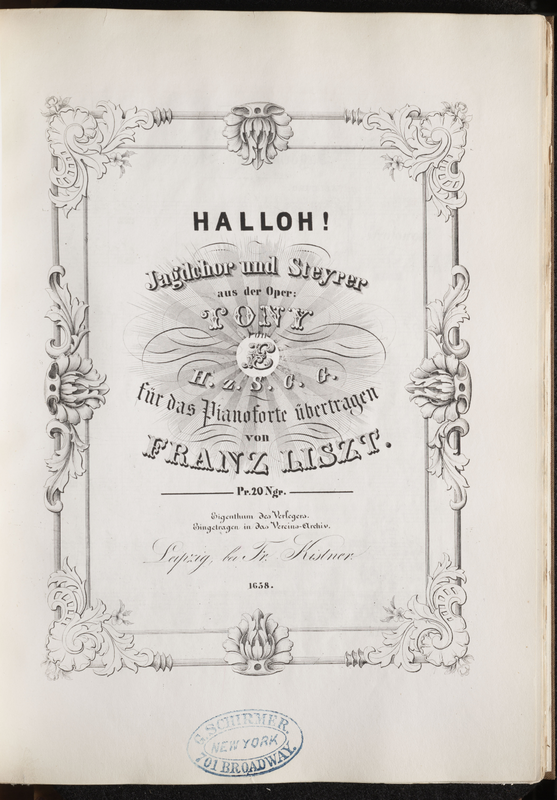 HALLOH!
Jagdchor und Steyrer
aus der Oper:
TONY
von
E
H. z. S. C. G.
für das Pianoforte übertragen
von
FRANZ LISZT.
Pr. 20 Ngr.
Eigenthum des Verlegers.
Eingetragen in das Vereins-Archiv.
Leipzig, bei Fr. Kistner.
1658.
G. SCHIRMER.
NEW YORK
701 BROADWAY.